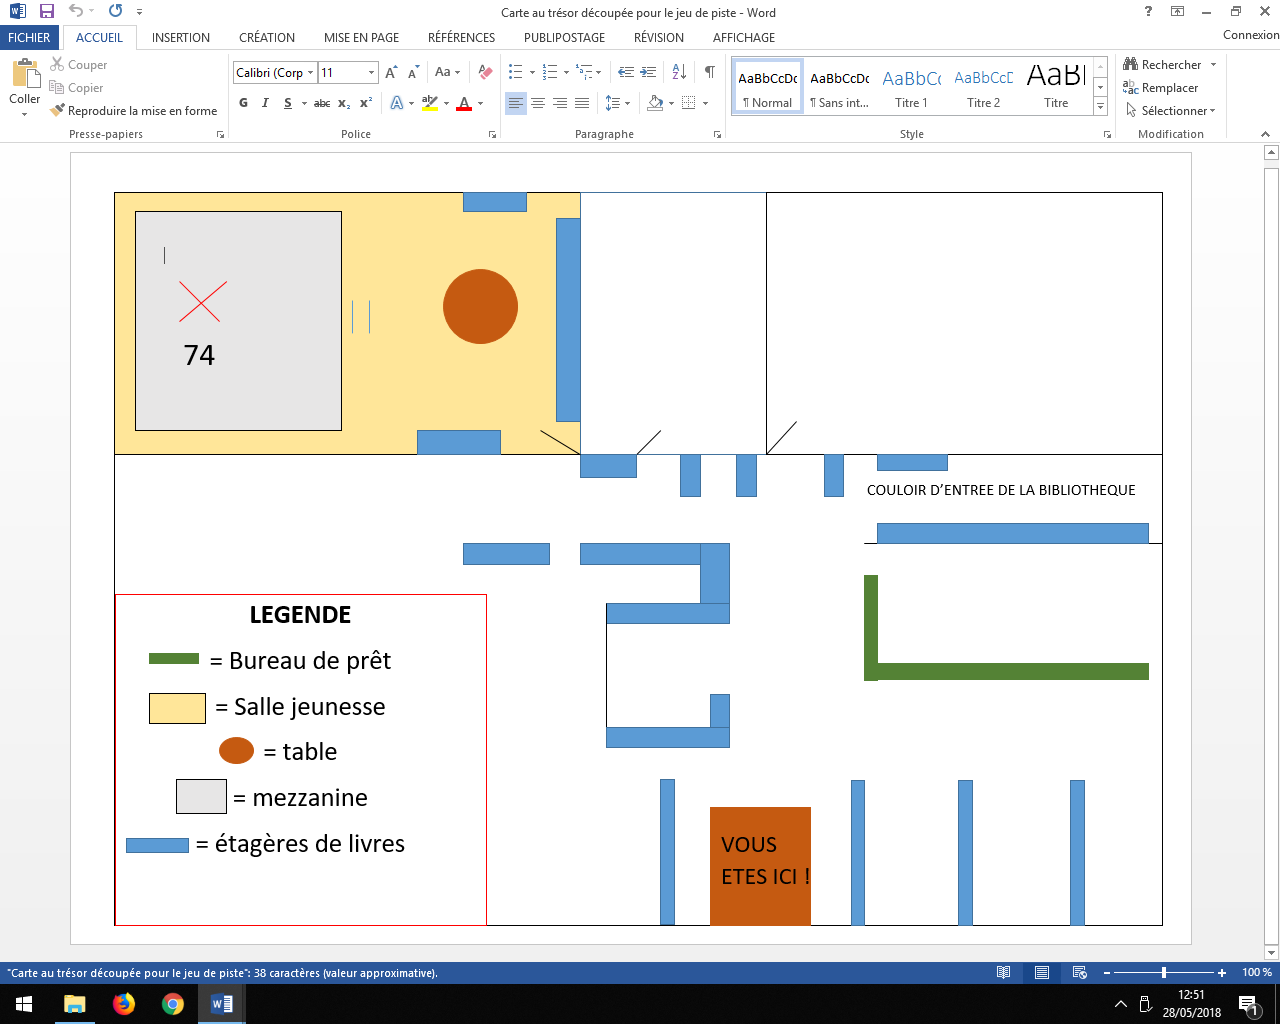 Carte au trésor découpée pour le jeu de piste - Word
Connexion
FICHIER ACCUEIL INSERTION CRÉATION MISE EN PAGE RÉFÉRENCES PUBLIPOSTAGE RÉVISION AFFICHAGE
Coller
Couper
Copier
Reproduire la mise en forme
Presse-papiers
Calibri (Corp 11
G I S abc x₂ x²
Police
Paragraphe
AaBbCcDc AaBbCcDc AaBbCc AaBbCcD AaBl
¶ Normal ¶ Sans int... Titre 1 Titre 2 Titre
Style
Rechercher
Remplacer
Sélectionner
Modification
74
COULOIR D’ENTREE DE LA BIBLIOTHEQUE
LEGENDE
= Bureau de prêt
= Salle jeunesse
= table
= mezzanine
= étagères de livres
VOUS
ETES ICI !
"Carte au trésor découpée pour le jeu de piste": 38 caractères (valeur approximative).
100 %
12:51
28/05/2018
1